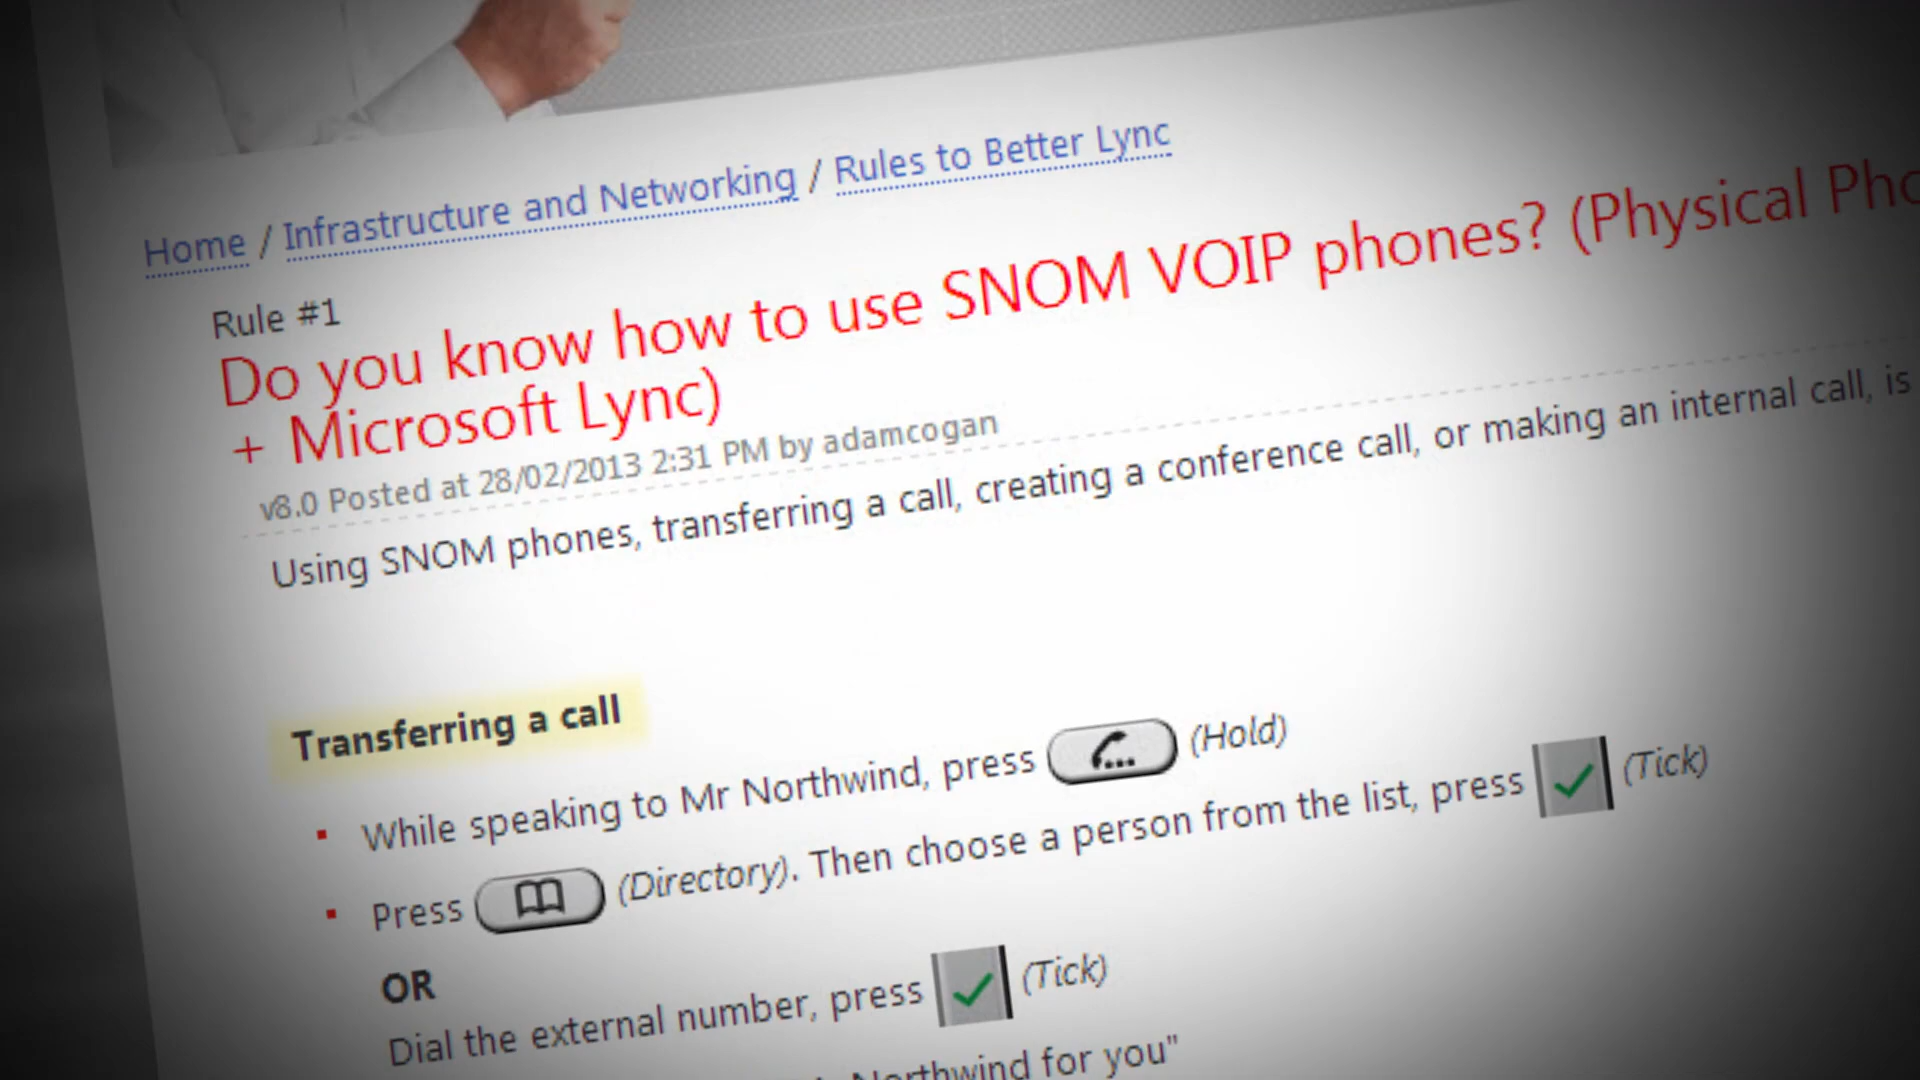 Home / Infrastructure and Networking / Rules to Better Lync
Rule #1
Do you know how to use SNOM VOIP phones? (Physical Pho
+ Microsoft Lync)
v8.0 Posted at 28/02/2013 2:31 PM by adamcogan
Using SNOM phones, transferring a call, creating a conference call, or making an internal call, is
Transferring a call
While speaking to Mr Northwind, press (Hold)
Press (Directory). Then choose a person from the list, press (Tick)
OR
Dial the external number, press (Tick)
Northwind for you"